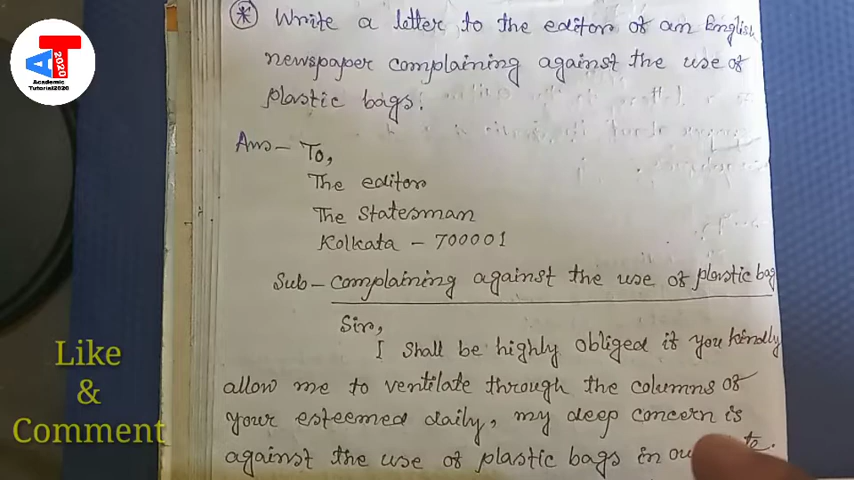 AT
2020
Academic
Tutorial2020
Write a letter to the editor of an English
newspaper complaining against the use of
plastic bags.
Ans- To,
The editor
The Statesman
Kolkata - 700001
Sub- complaining against the use of plastic bag
Sir,
I shall be highly obliged if you kindly
allow me to ventilate through the columns of
your esteemed daily, my deep concern is
against the use of plastic bags in
Like
&
Comment